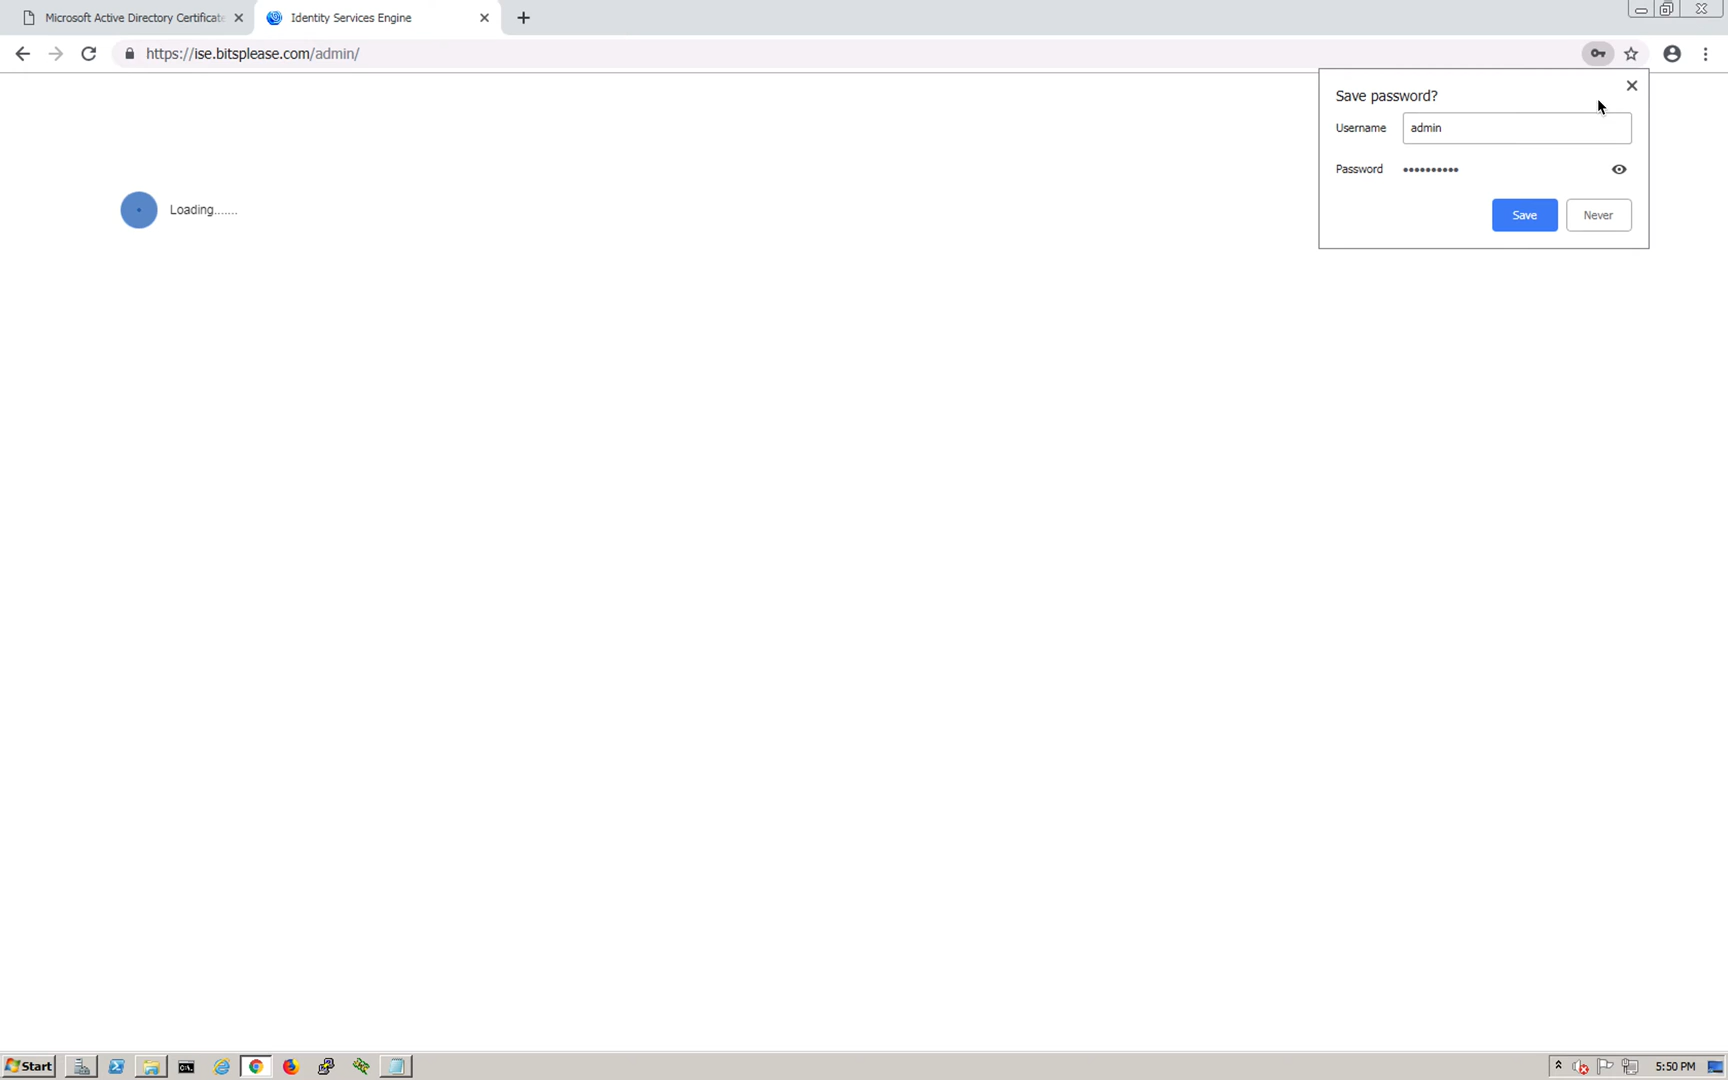 Microsoft Active Directory Certificate
Identity Services Engine
https://ise.bitsplease.com/admin/
Save password?
Username
admin
Password
••••••••••
Save
Never
Loading.......
Start
5:50 PM